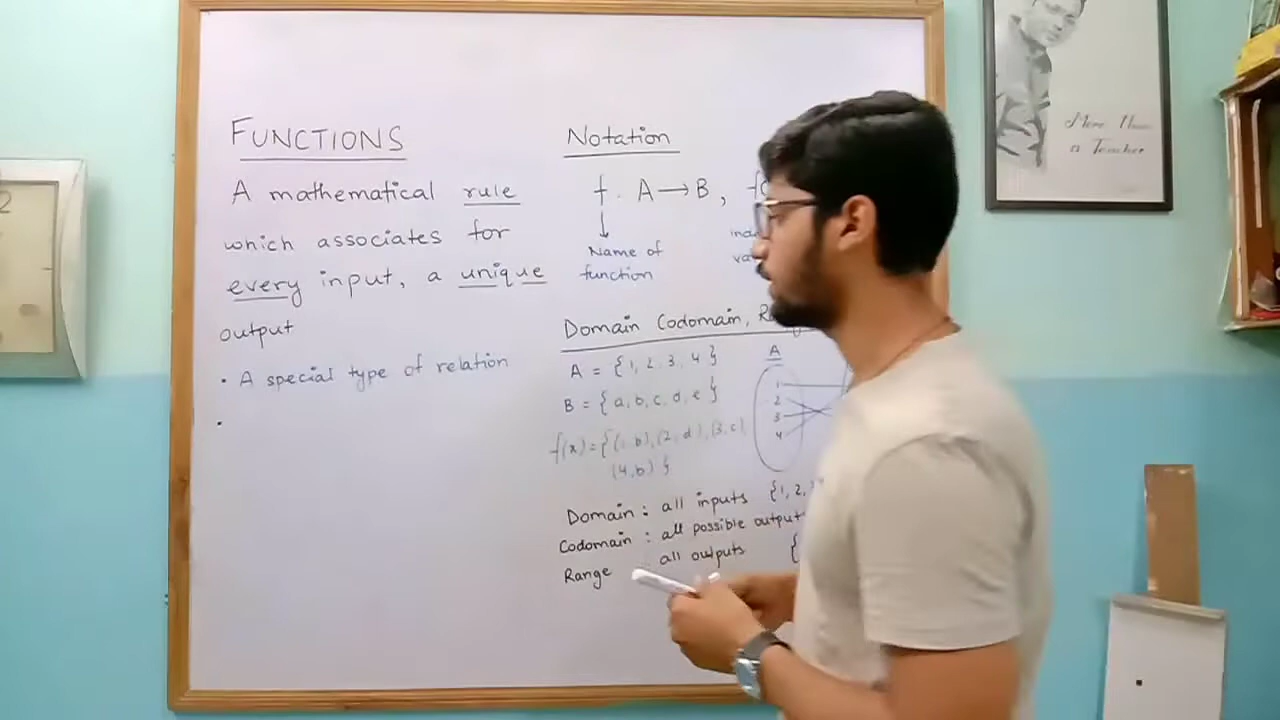 FUNCTIONS
A mathematical rule
which associates for
every input, a unique
output
• A special type of relation
•
Notation
f. A→B,
Name of
function
Domain Codomain,
A = {1, 2, 3, 4}
B = {a, b, c, d, e}
f(x)={(1, b), (2, d), (3, c),
(4, b)}
A
1
2
3
4
Domain : all inputs {1, 2,
Codomain : all possible output
Range : all outputs {
a Teacher
2